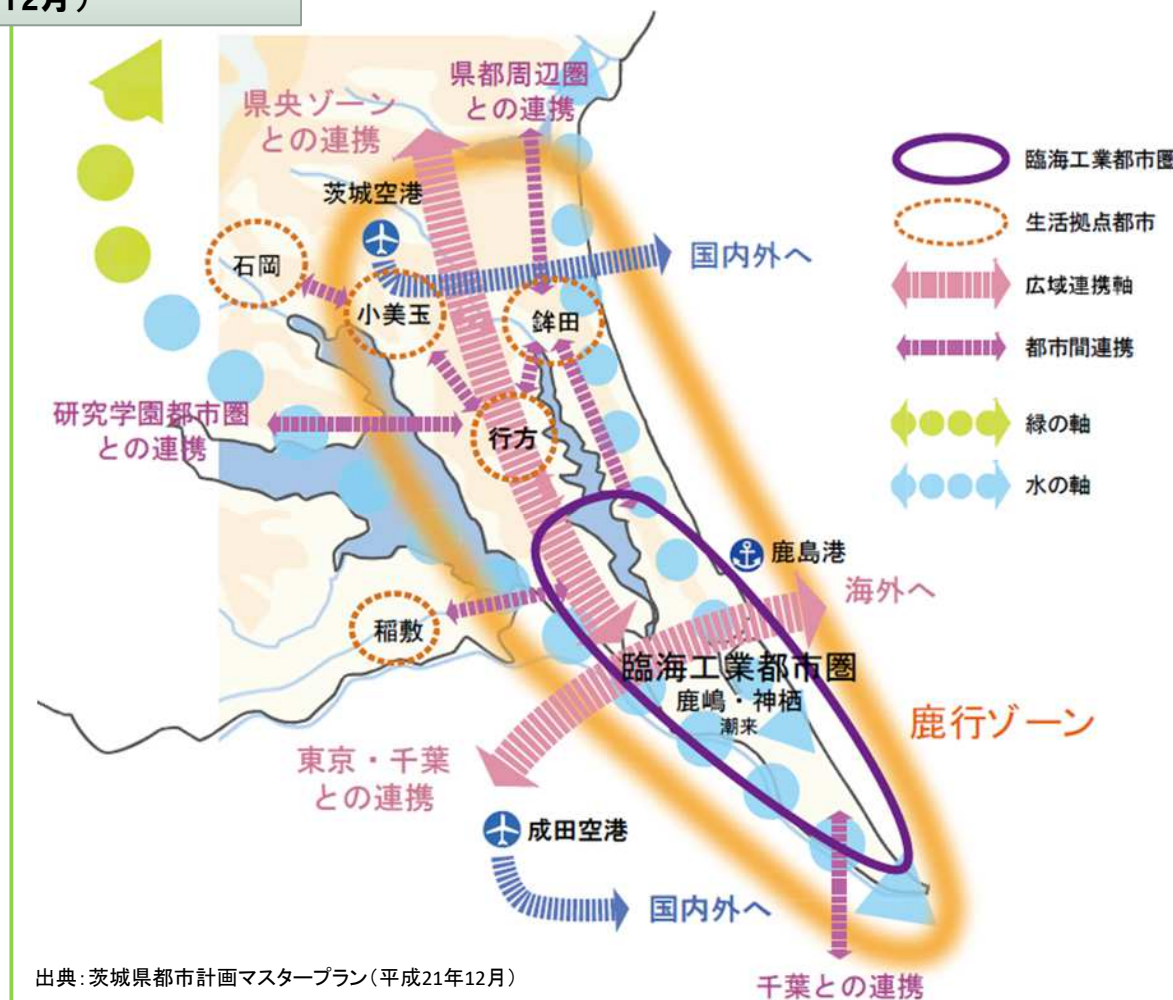 12月）
県都周辺圏
との連携
県央ゾーン
との連携
茨城空港
石岡
小美玉
鉾田
国内外へ
研究学園都市圏
との連携
行方
鹿島港
海外へ
稲敷
臨海工業都市圏
鹿嶋・神栖
潮来
鹿行ゾーン
東京・千葉
との連携
成田空港
国内外へ
千葉との連携
臨海工業都市圏
生活拠点都市
広域連携軸
都市間連携
緑の軸
水の軸
出典：茨城県都市計画マスタープラン（平成21年12月）